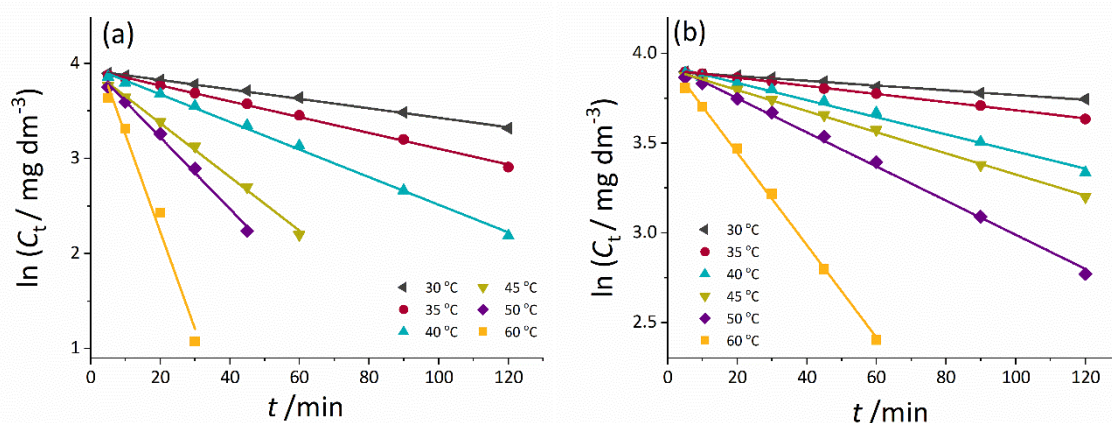 (a)
ln (Cₜ / mg dm⁻³)
4
3
2
1
30 °C 45 °C
35 °C 50 °C
40 °C 60 °C
0 20 40 60 80 100 120
t /min
(b)
ln (Cₜ / mg dm⁻³)
4.0
3.5
3.0
2.5
30 °C
35 °C
40 °C
45 °C
50 °C
60 °C
0 20 40 60 80 100 120
t /min